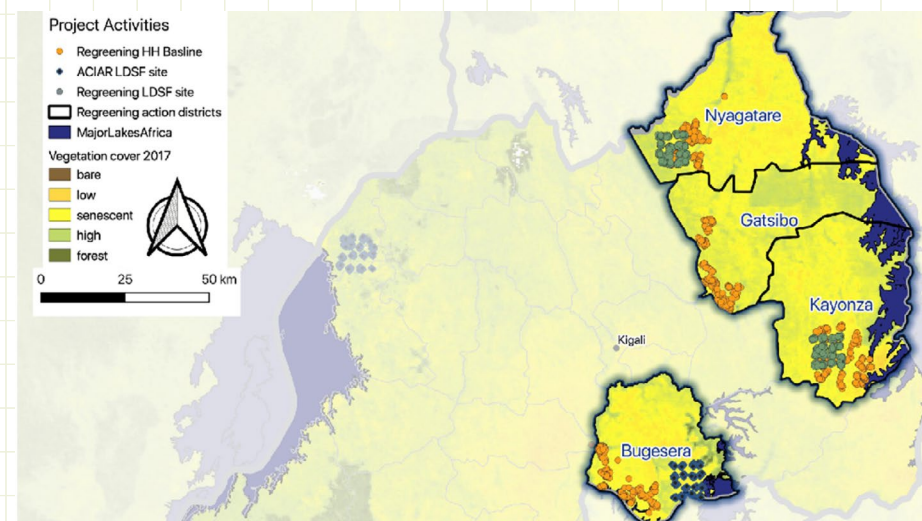 Project Activities
Regreening HH Basline
ACIAR LDSF site
Regreening LDSF site
Regreening action districts
MajorLakesAfrica
Vegetation cover 2017
bare
low
senescent
high
forest
0 25 50 km
Nyagatare
Gatsibo
Kayonza
Kigali
Bugesera